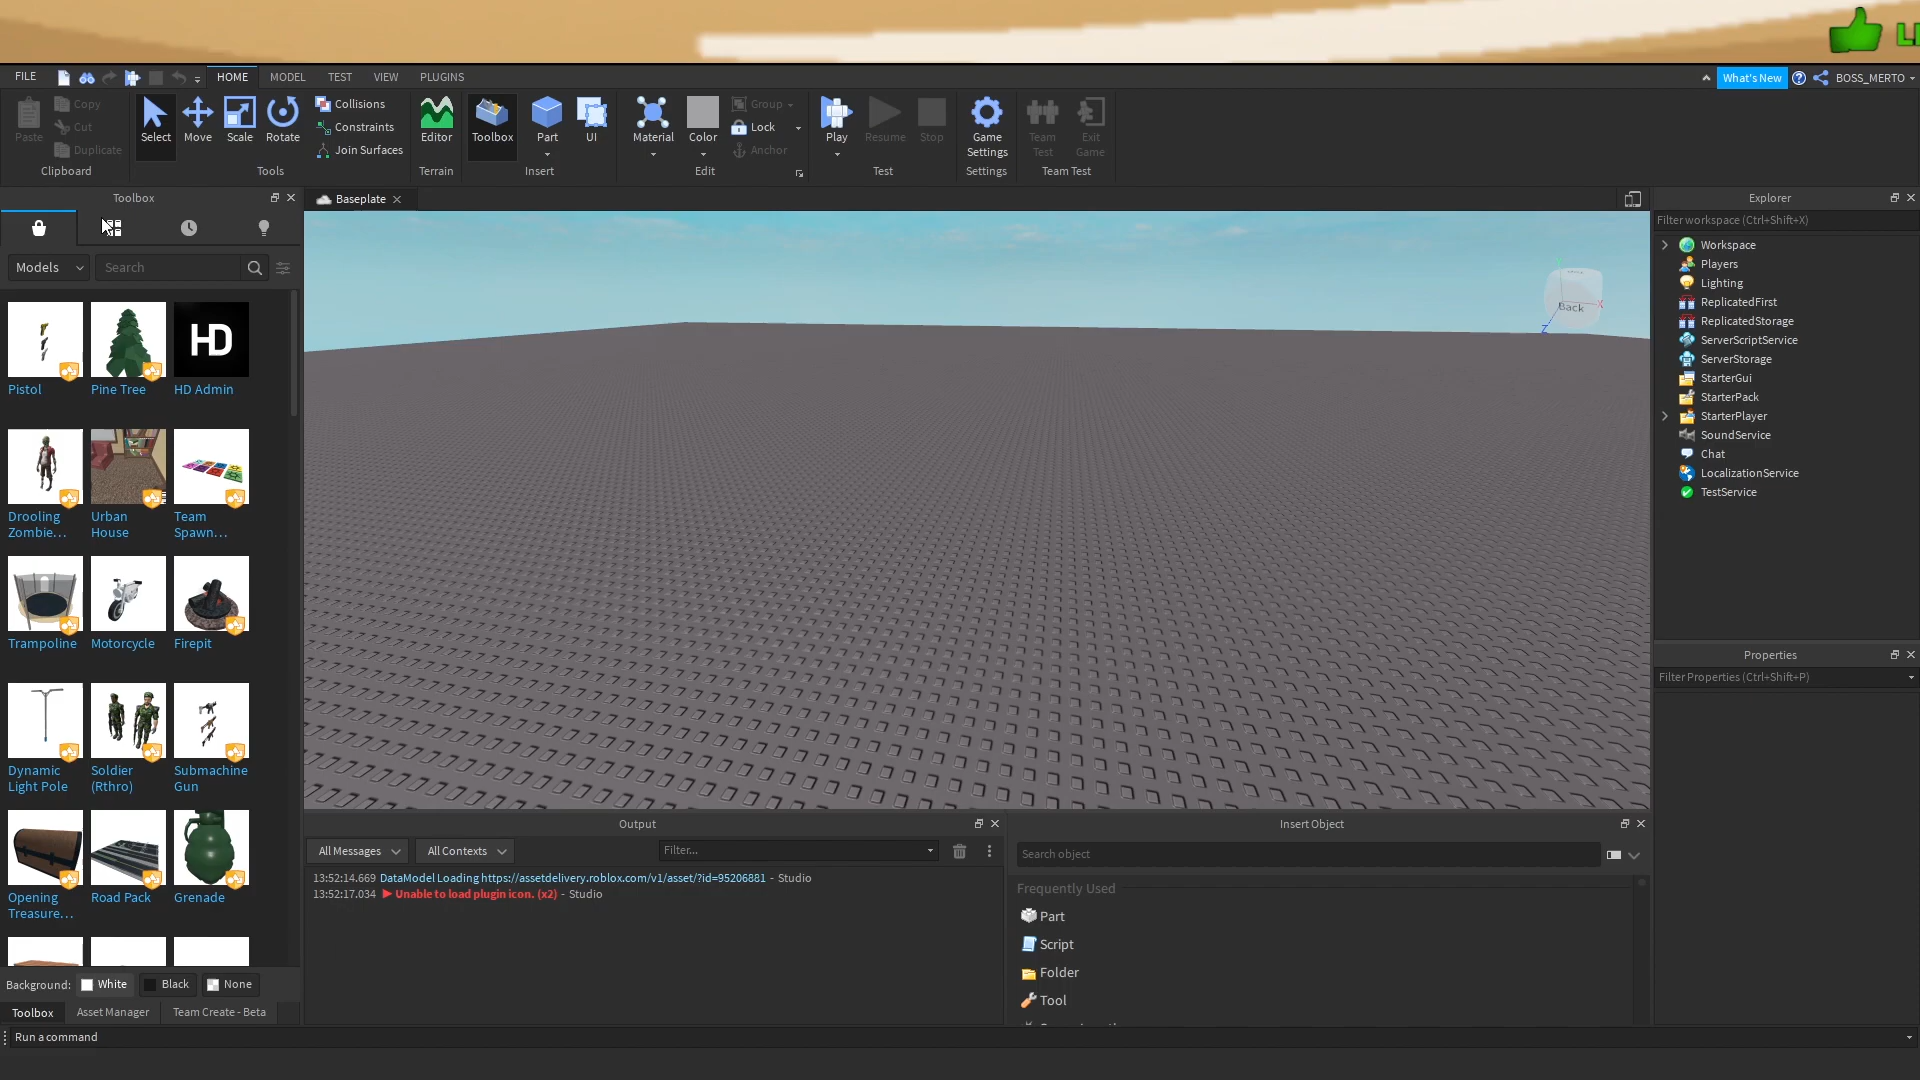 FILE
HOME
MODEL
TEST
VIEW
PLUGINS
What's New
BOSS_MERTO
Paste
Copy
Cut
Duplicate
Clipboard
Select
Move
Scale
Rotate
Collisions
Constraints
Join Surfaces
Tools
Editor
Terrain
Toolbox
Part
UI
Insert
Material
Color
Group
Lock
Anchor
Edit
Play
Resume
Stop
Test
Game
Settings
Settings
Team
Test
Exit
Game
Team Test
Toolbox
Models
Search
Pistol
Pine Tree
HD
HD Admin
Drooling
Zombie...
Urban
House
Team
Spawn...
Trampoline
Motorcycle
Firepit
Dynamic
Light Pole
Soldier
(Rthro)
Submachine
Gun
Opening
Treasure...
Road Pack
Grenade
Background:
White
Black
None
Toolbox
Asset Manager
Team Create - Beta
Run a command
Baseplate
Back
X
Z
Output
All Messages
All Contexts
Filter...
13:52:14.669 DataModel Loading https://assetdelivery.roblox.com/v1/asset/?id=95206881 - Studio
13:52:17.034 Unable to load plugin icon. (x2) - Studio
Insert Object
Search object
Frequently Used
Part
Script
Folder
Tool
Explorer
Filter workspace (Ctrl+Shift+X)
Workspace
Players
Lighting
ReplicatedFirst
ReplicatedStorage
ServerScriptService
ServerStorage
StarterGui
StarterPack
StarterPlayer
SoundService
Chat
LocalizationService
TestService
Properties
Filter Properties (Ctrl+Shift+P)